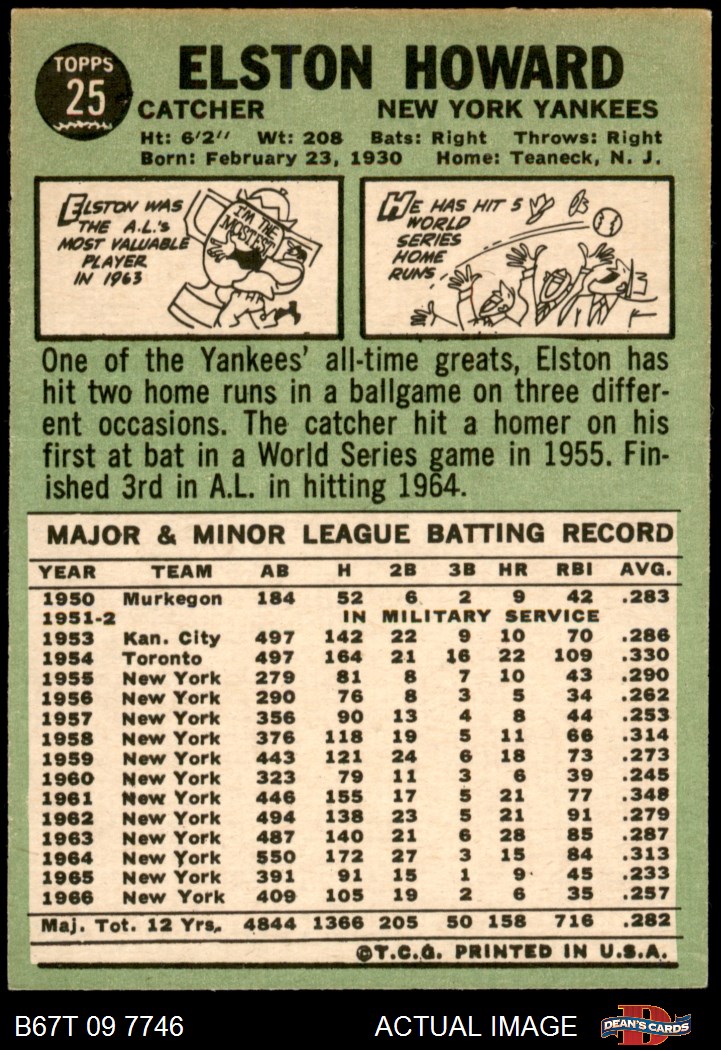 TOPPS
25
ELSTON HOWARD
CATCHER NEW YORK YANKEES
Ht: 6'2" Wt: 208 Bats: Right Throws: Right
Born: February 23, 1930 Home: Teaneck, N. J.
ELSTON WAS
THE A.L.'s
MOST VALUABLE
PLAYER
IN 1963
I'M THE
MOSTEST
HE HAS HIT 5
WORLD
SERIES
HOME
RUNS
One of the Yankees' all-time greats, Elston has
hit two home runs in a ballgame on three differ-
ent occasions. The catcher hit a homer on his
first at bat in a World Series game in 1955. Fin-
ished 3rd in A.L. in hitting 1964.
MAJOR & MINOR LEAGUE BATTING RECORD
YEAR TEAM AB H 2B 3B HR RBI AVG.
1950 Murkegon 184 52 6 2 9 42 .283
1951-2 IN MILITARY SERVICE
1953 Kan. City 497 142 22 9 10 70 .286
1954 Toronto 497 164 21 16 22 109 .330
1955 New York 279 81 8 7 10 43 .290
1956 New York 290 76 8 3 5 34 .262
1957 New York 356 90 13 4 8 44 .253
1958 New York 376 118 19 5 11 66 .314
1959 New York 443 121 24 6 18 73 .273
1960 New York 323 79 11 3 6 39 .245
1961 New York 446 155 17 5 21 77 .348
1962 New York 494 138 23 5 21 91 .279
1963 New York 487 140 21 6 28 85 .287
1964 New York 550 172 27 3 15 84 .313
1965 New York 391 91 15 1 9 45 .233
1966 New York 409 105 19 2 6 35 .257
Maj. Tot. 12 Yrs. 4844 1366 205 50 158 716 .282
©T.C.G. PRINTED IN U.S.A.
B67T 09 7746 ACTUAL IMAGE DEAN'S CARDS